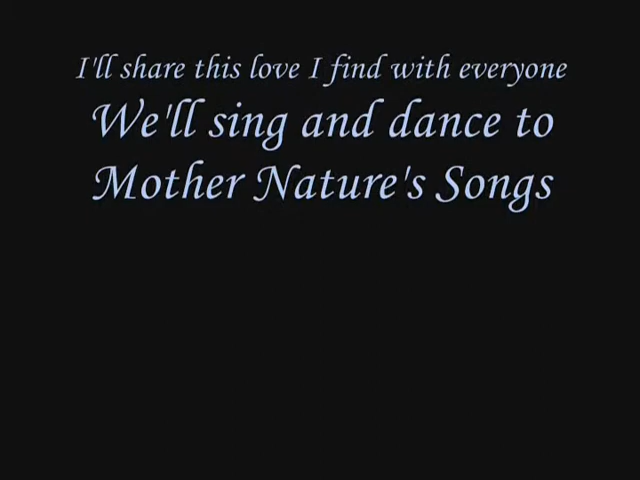 I'll share this love I find with everyone
We'll sing and dance to
Mother Nature's Songs